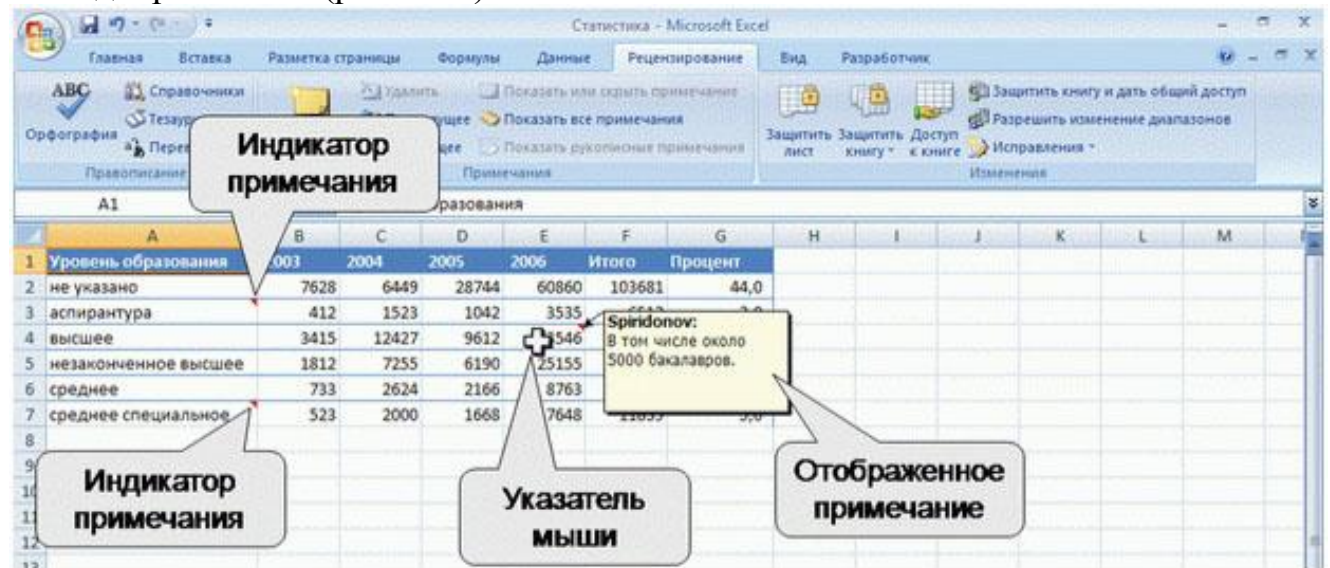 Статистика - Microsoft Excel
Главная Вставка Разметка страницы Формулы Данные Рецензирование Вид Разработчик
ABC Справочники Удалить Показать или скрыть примечание Защитить книгу и дать общий доступ
Орфография Показать все примечания Защитить лист Защитить книгу Доступ к книге Разрешить изменение диапазонов
Показать рукописные примечания Исправления
Правописание Изменения
Индикатор
примечания
A1
A B C D E F G H I J K L M
1 Уровень образования 2004 2005 2006 Итого Процент
2 не указано 7628 6449 28744 60860 103681 44,0
3 аспирантура 412 1523 1042 3535
4 высшее 3415 12427 9612
5 незаконченное высшее 1812 7255 6190 25155
6 среднее 733 2624 2166 8763
7 среднее специальное 523 2000 1668 7648
8
Spiridonov:
В том числе около
5000 бакалавров.
Индикатор
примечания
Указатель
мыши
Отображенное
примечание